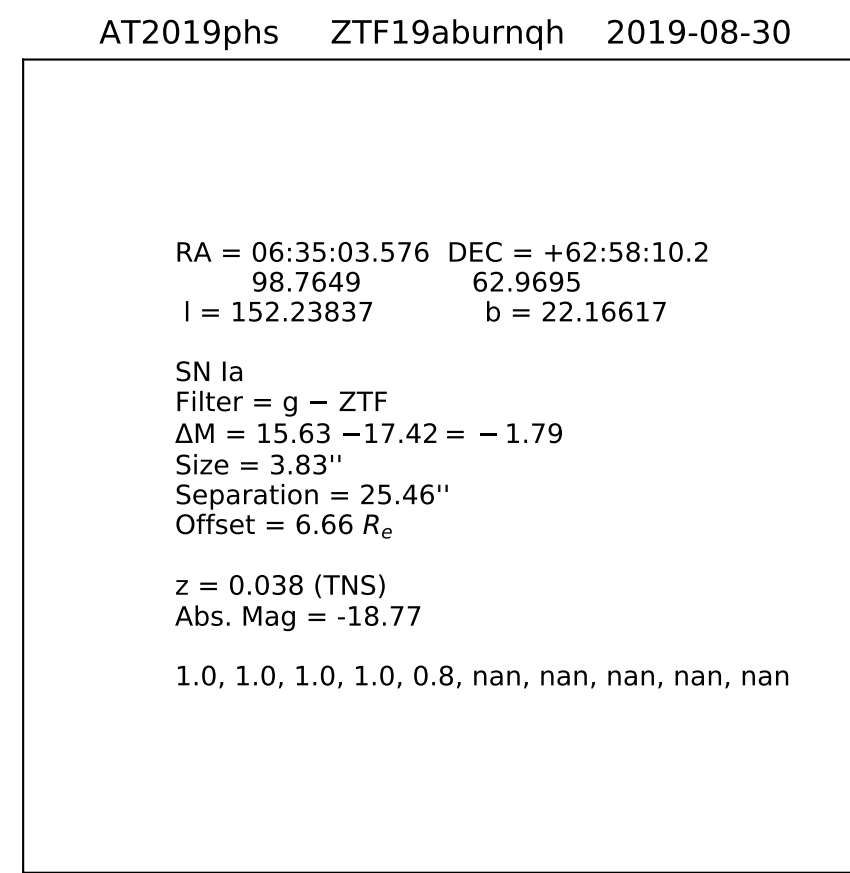 AT2019phs ZTF19aburnqh 2019-08-30
RA = 06:35:03.576 DEC = +62:58:10.2
98.7649 62.9695
l = 152.23837 b = 22.16617
SN Ia
Filter = g − ZTF
ΔM = 15.63 −17.42 = − 1.79
Size = 3.83''
Separation = 25.46''
Offset = 6.66 Rₑ
z = 0.038 (TNS)
Abs. Mag = -18.77
1.0, 1.0, 1.0, 1.0, 0.8, nan, nan, nan, nan, nan